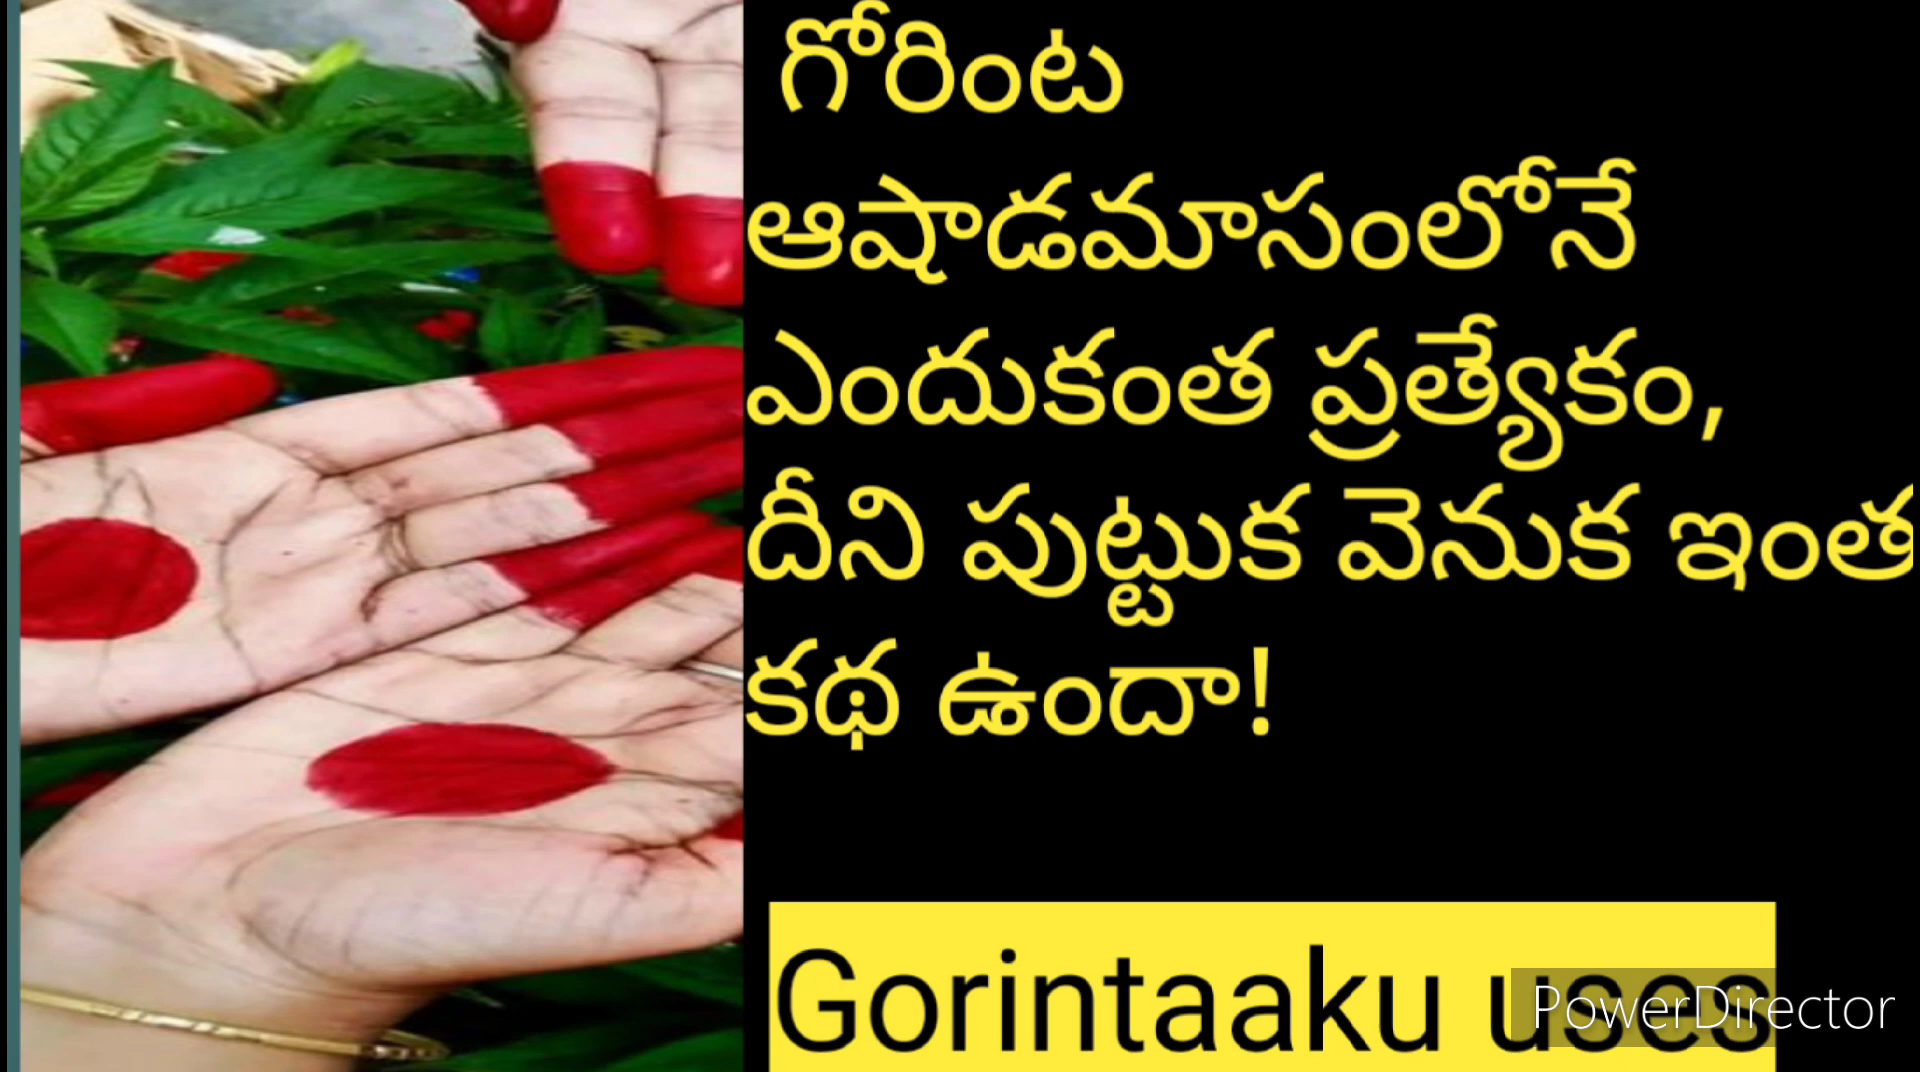 గోరింట
ఆషాడమాసంలోనే
ఎందుకంత ప్రత్యేకం,
దీని పుట్టుక వెనుక ఇంత
కథ ఉందా!
Gorintaaku uses
PowerDirector